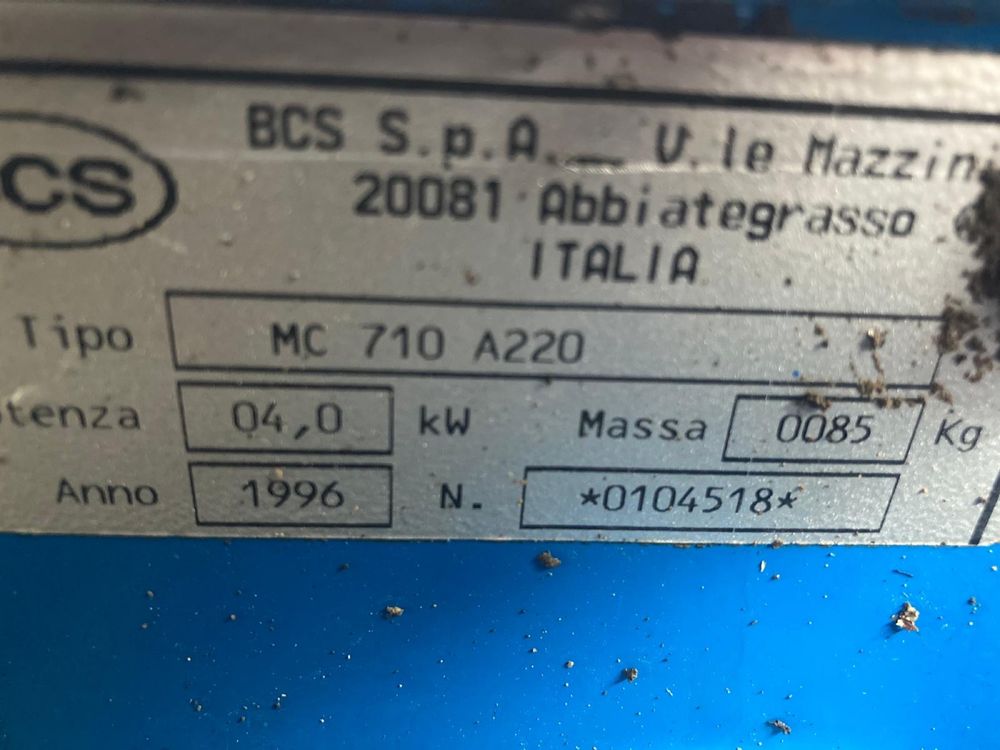 BCS S.p.A. — V.le Mazzin
CS
20081 Abbiategrasso
ITALIA
Tipo MC 710 A220
tenza 04,0 kW Massa 0085 Kg
Anno 1996 N. *0104518*